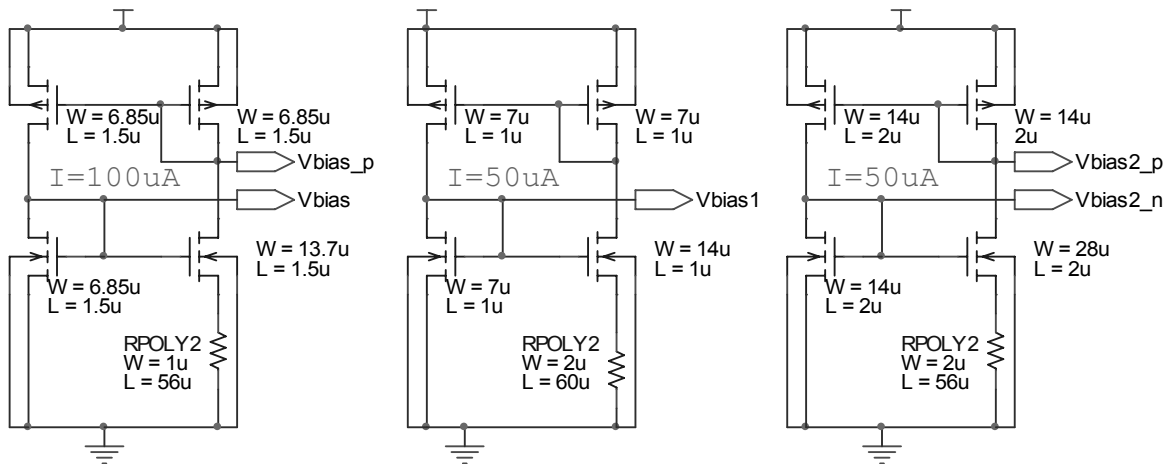 W = 6.85u
L = 1.5u
W = 6.85u
L = 1.5u
Vbias_p
I=100uA
Vbias
W = 13.7u
L = 1.5u
W = 6.85u
L = 1.5u
RPOLY2
W = 1u
L = 56u
W = 7u
L = 1u
W = 7u
L = 1u
I=50uA
Vbias1
W = 14u
L = 1u
W = 7u
L = 1u
RPOLY2
W = 2u
L = 60u
W = 14u
L = 2u
W = 14u
2u
Vbias2_p
I=50uA
Vbias2_n
W = 28u
L = 2u
W = 14u
L = 2u
RPOLY2
W = 2u
L = 56u